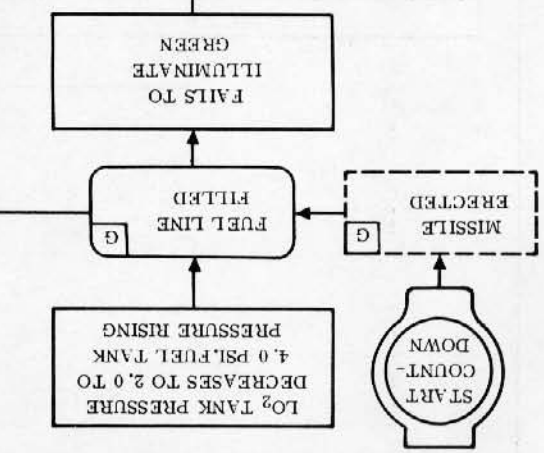 START
COUNT-
DOWN
LO2 TANK PRESSURE
DECREASES TO 2.0 TO
4.0 PSI. FUEL TANK
PRESSURE RISING
MISSILE
ERECTED
G
FUEL LINE
FILLED
G
FAILS TO
ILLUMINATE
GREEN